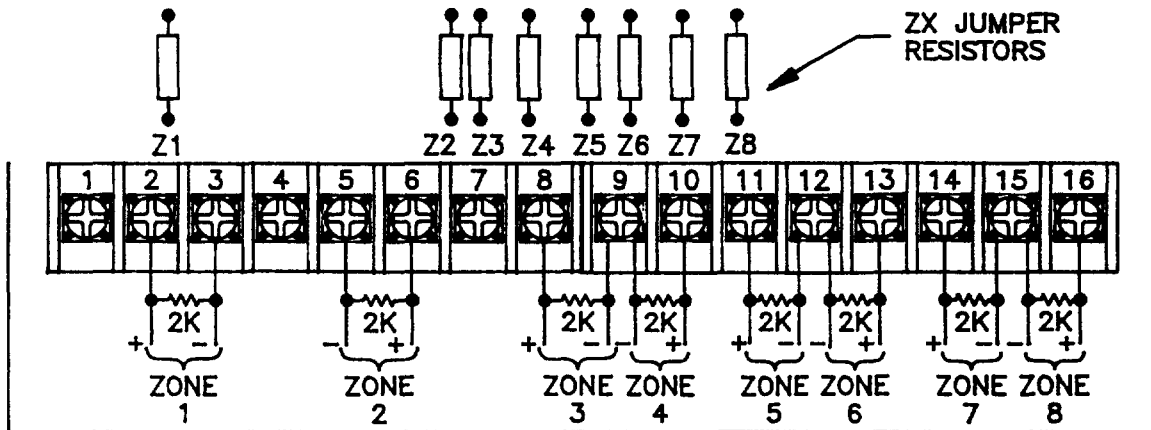 ZX JUMPER
RESISTORS
Z1 Z2 Z3 Z4 Z5 Z6 Z7 Z8
1 2 3 4 5 6 7 8 9 10 11 12 13 14 15 16
2K 2K 2K 2K 2K 2K 2K 2K
+ - - + + - - + + - - + + - - +
ZONE ZONE ZONE ZONE ZONE ZONE ZONE ZONE
1 2 3 4 5 6 7 8